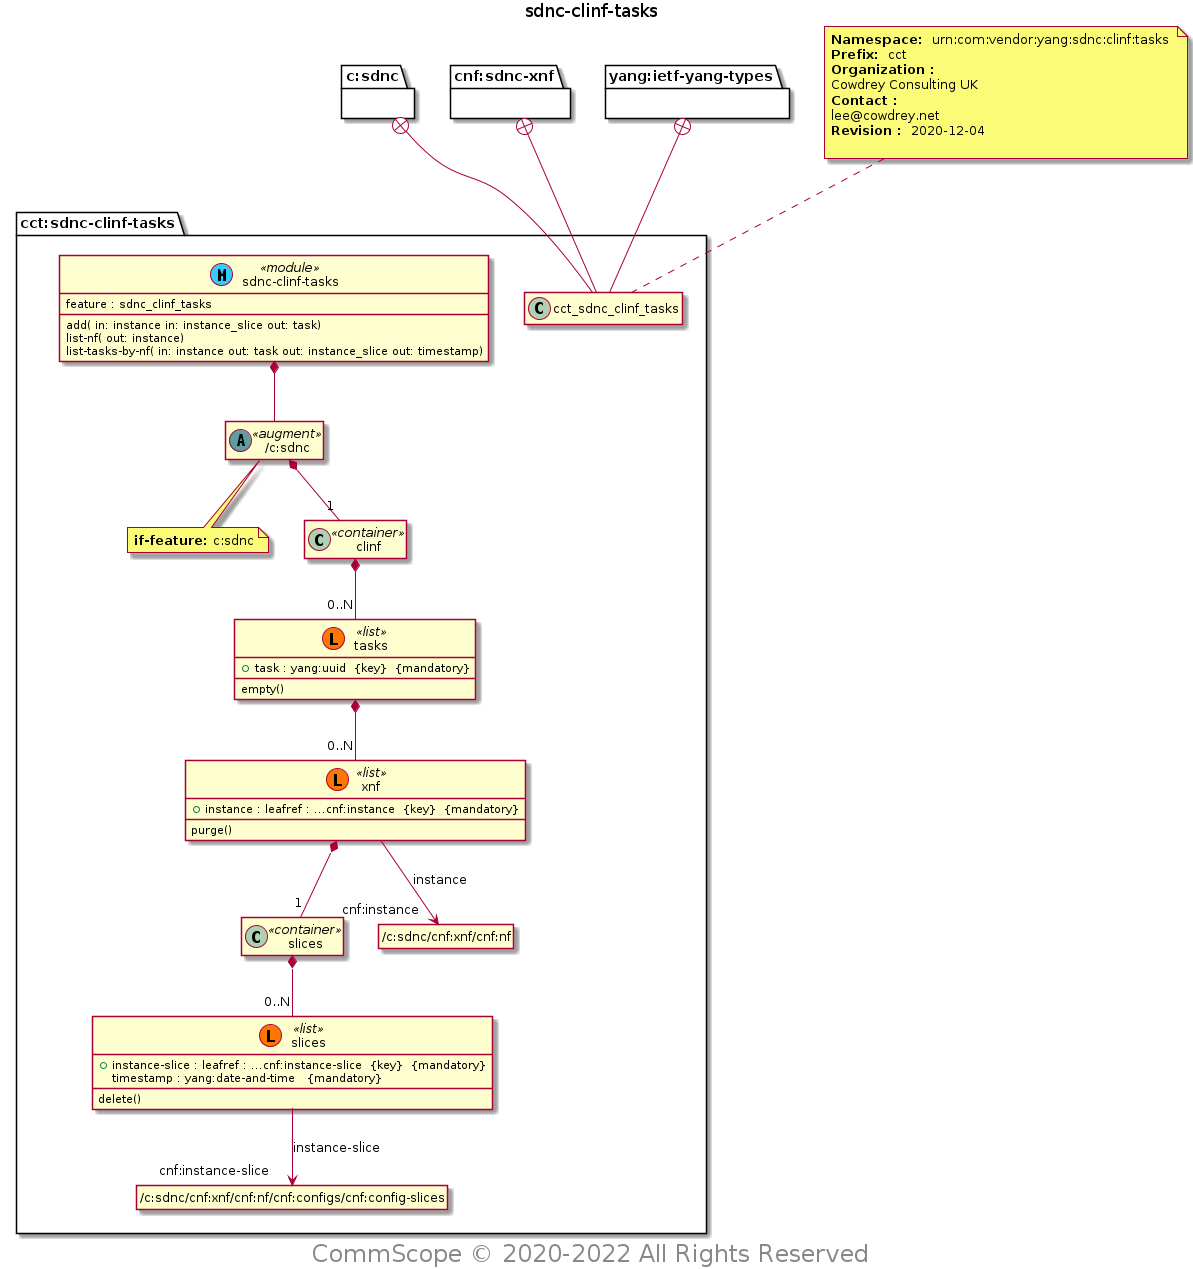 sdnc-clinf-tasks
c:sdnc
cnf:sdnc-xnf
yang:ietf-yang-types
Namespace: urn:com:vendor:yang:sdnc:clinf:tasks
Prefix: cct
Organization :
Cowdrey Consulting UK
Contact :
lee@cowdrey.net
Revision : 2020-12-04
cct:sdnc-clinf-tasks
M
«module»
sdnc-clinf-tasks
feature : sdnc_clinf_tasks
add( in: instance in: instance_slice out: task)
list-nf( out: instance)
list-tasks-by-nf( in: instance out: task out: instance_slice out: timestamp)
C cct_sdnc_clinf_tasks
A
«augment»
/c:sdnc
1
if-feature: c:sdnc
C
«container»
clinf
0..N
L
«list»
tasks
task : yang:uuid {key} {mandatory}
empty()
0..N
L
«list»
xnf
instance : leafref : ...cnf:instance {key} {mandatory}
purge()
instance
1
cnf:instance
C
«container»
slices
/c:sdnc/cnf:xnf/cnf:nf
0..N
L
«list»
slices
instance-slice : leafref : ...cnf:instance-slice {key} {mandatory}
timestamp : yang:date-and-time {mandatory}
delete()
instance-slice
cnf:instance-slice
/c:sdnc/cnf:xnf/cnf:nf/cnf:configs/cnf:config-slices
CommScope © 2020-2022 All Rights Reserved